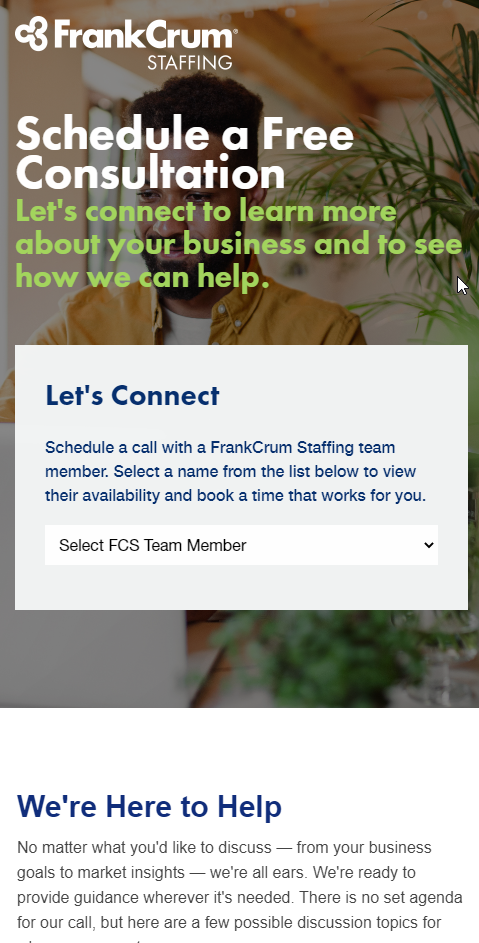 FrankCrum®
STAFFING
Schedule a Free
Consultation
Let's connect to learn more
about your business and to see
how we can help.
Let's Connect
Schedule a call with a FrankCrum Staffing team
member. Select a name from the list below to view
their availability and book a time that works for you.
Select FCS Team Member
We're Here to Help
No matter what you'd like to discuss — from your business
goals to market insights — we're all ears. We're ready to
provide guidance wherever it's needed. There is no set agenda
for our call, but here are a few possible discussion topics for